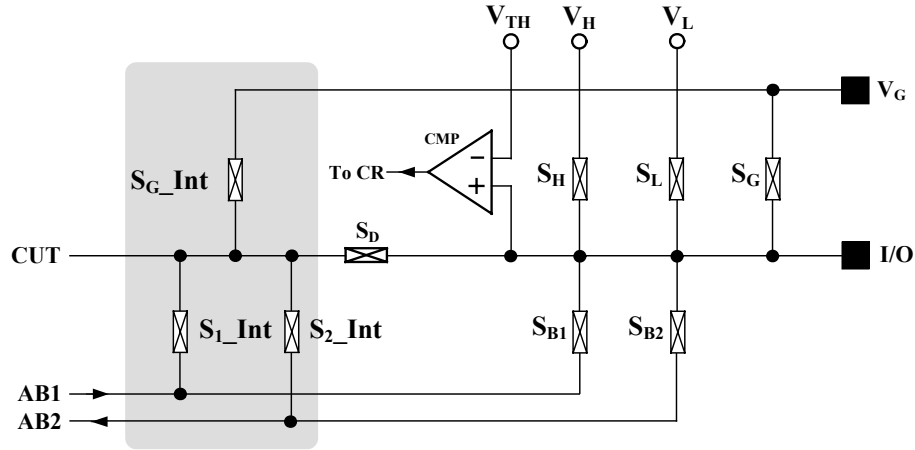 V_TH V_H V_L
V_G
CMP
−
To CR
+
S_G_Int
S_H S_L S_G
S_D
CUT
I/O
S_1_Int S_2_Int S_B1 S_B2
AB1
AB2